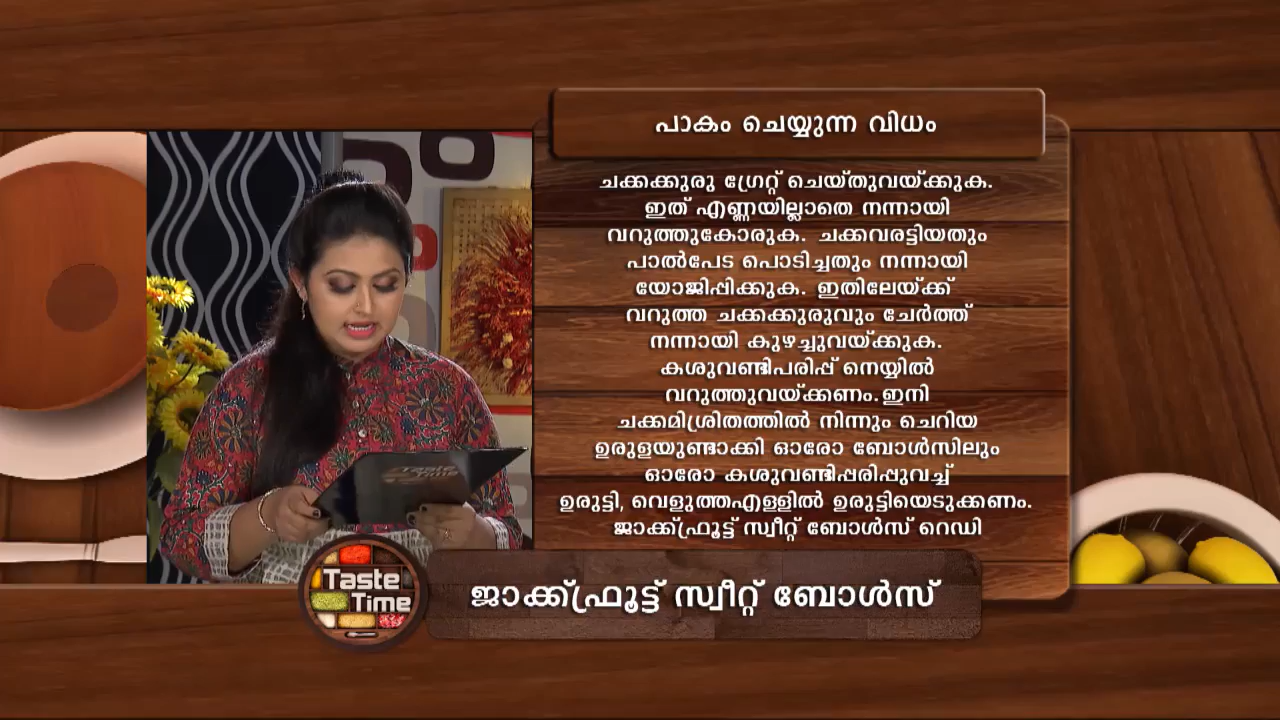 പാകം ചെയ്യുന്ന വിധം
ചക്കക്കുരു ഗ്രേറ്റ് ചെയ്തുവയ്ക്കുക.
ഇത് എണ്ണയില്ലാതെ നന്നായി
വറുത്തുകോരുക. ചക്കവരട്ടിയതും
പാൽപേട പൊടിച്ചതും നന്നായി
യോജിപ്പിക്കുക. ഇതിലേയ്ക്ക്
വറുത്ത ചക്കക്കുരുവും ചേർത്ത്
നന്നായി കുഴച്ചുവയ്ക്കുക.
കശുവണ്ടിപരിപ്പ് നെയ്യിൽ
വറുത്തുവയ്ക്കണം.ഇനി
ചക്കമിശ്രിതത്തിൽ നിന്നും ചെറിയ
ഉരുളയുണ്ടാക്കി ഓരോ ബോൾസിലും
ഓരോ കശുവണ്ടിപ്പരിപ്പുവച്ച്
ഉരുട്ടി, വെളുത്തഎള്ളിൽ ഉരുട്ടിയെടുക്കണം.
ജാക്ക്ഫ്രൂട്ട് സ്വീറ്റ് ബോൾസ് റെഡി
Taste
Time
Taste
Time
ജാക്ക്ഫ്രൂട്ട് സ്വീറ്റ് ബോൾസ്